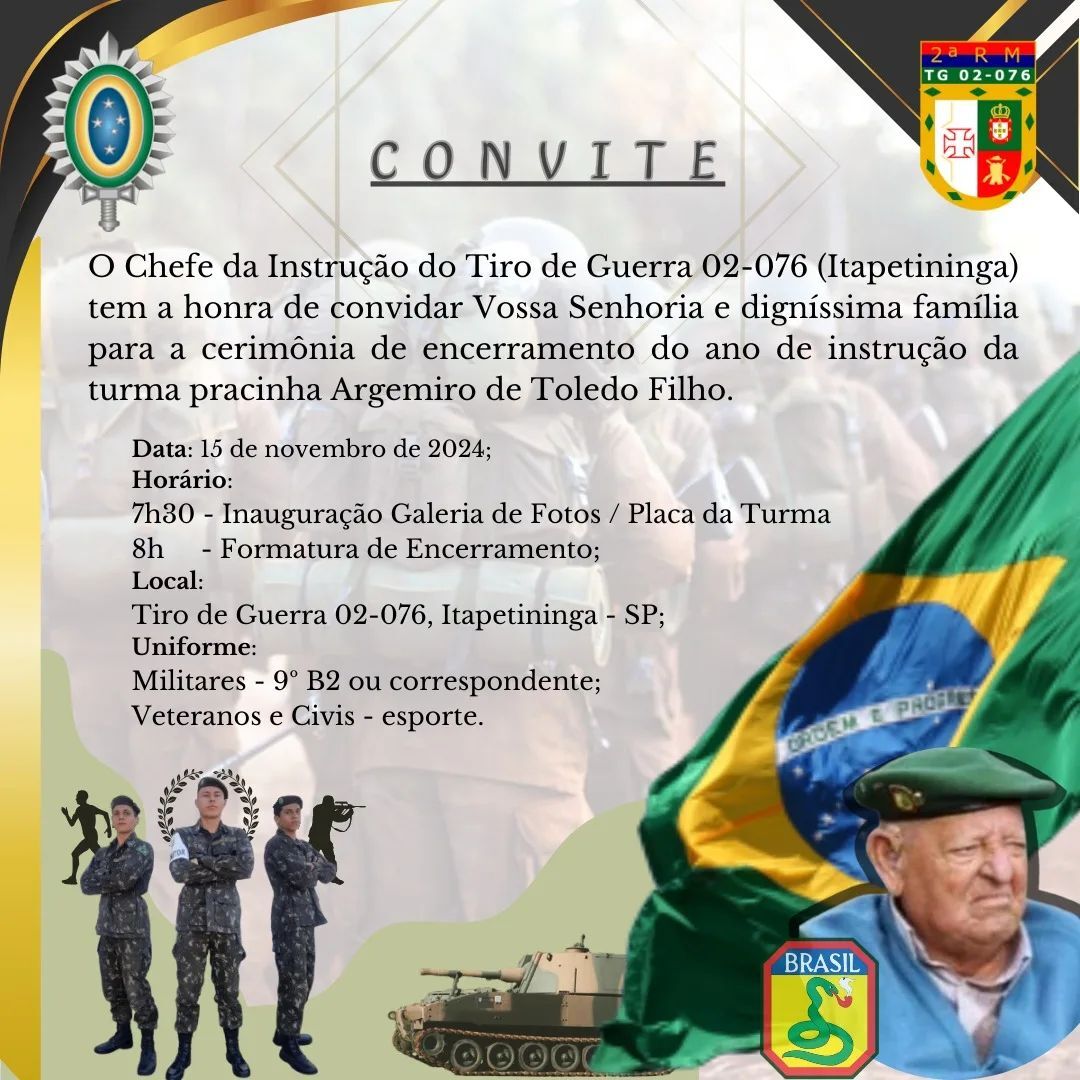 2ª R M
TG 02-076
CONVITE
O Chefe da Instrução do Tiro de Guerra 02-076 (Itapetininga)
tem a honra de convidar Vossa Senhoria e digníssima família
para a cerimônia de encerramento do ano de instrução da
turma pracinha Argemiro de Toledo Filho.
Data: 15 de novembro de 2024;
Horário:
7h30 - Inauguração Galeria de Fotos / Placa da Turma
8h - Formatura de Encerramento;
Local:
Tiro de Guerra 02-076, Itapetininga - SP;
Uniforme:
Militares - 9º B2 ou correspondente;
Veteranos e Civis - esporte.
ORDEM E PROGRE
BRASIL